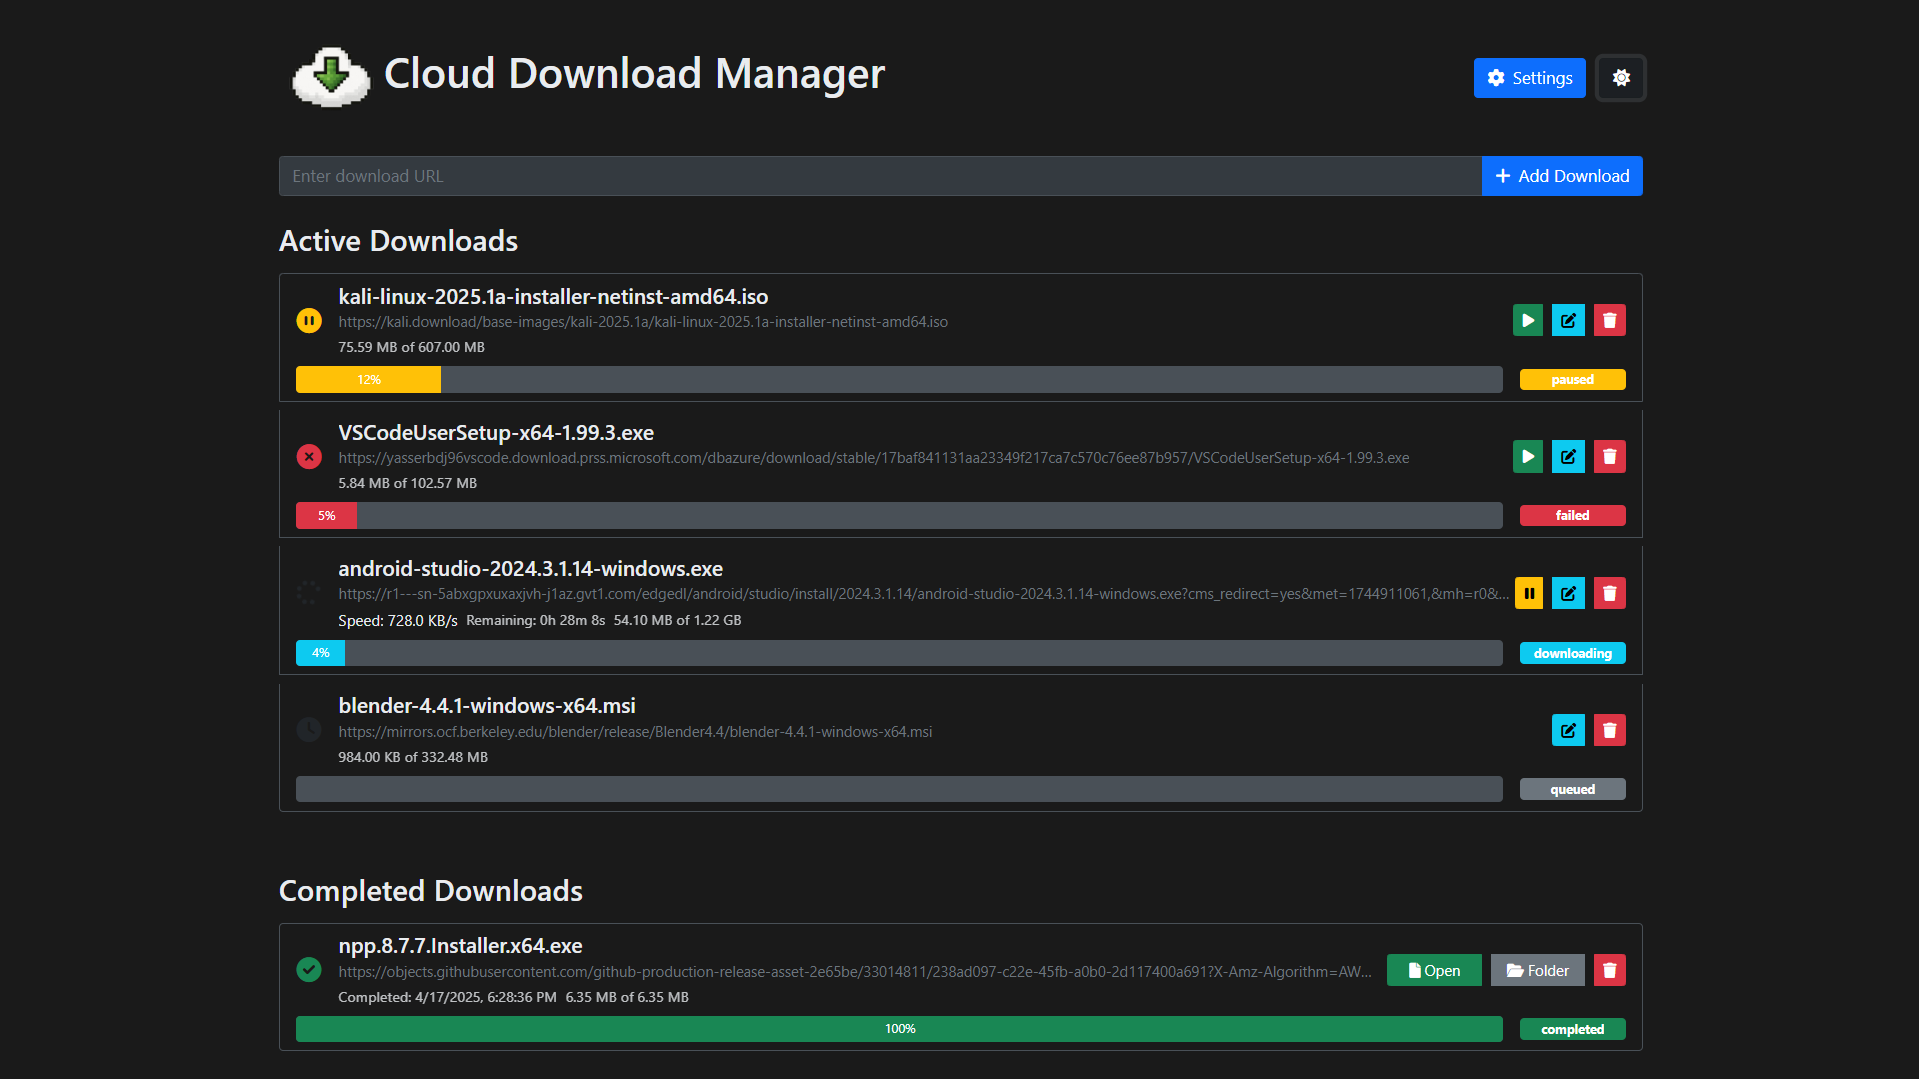 Cloud Download Manager
Settings
Enter download URL
Add Download
Active Downloads
kali-linux-2025.1a-installer-netinst-amd64.iso
https://kali.download/base-images/kali-2025.1a/kali-linux-2025.1a-installer-netinst-amd64.iso
75.59 MB of 607.00 MB
12%
paused
VSCodeUserSetup-x64-1.99.3.exe
https://yasserbdj96vscode.download.prss.microsoft.com/dbazure/download/stable/17baf841131aa23349f217ca7c570c76ee87b957/VSCodeUserSetup-x64-1.99.3.exe
5.84 MB of 102.57 MB
5%
failed
android-studio-2024.3.1.14-windows.exe
https://r1---sn-5abxgpxuxaxjvh-j1az.gvt1.com/edgedl/android/studio/install/2024.3.1.14/android-studio-2024.3.1.14-windows.exe?cms_redirect=yes&met=1744911061,&mh=r0&...
Speed: 728.0 KB/s Remaining: 0h 28m 8s 54.10 MB of 1.22 GB
4%
downloading
blender-4.4.1-windows-x64.msi
https://mirrors.ocf.berkeley.edu/blender/release/Blender4.4/blender-4.4.1-windows-x64.msi
984.00 KB of 332.48 MB
queued
Completed Downloads
npp.8.7.7.Installer.x64.exe
https://objects.githubusercontent.com/github-production-release-asset-2e65be/33014811/238ad097-c22e-45fb-a0b0-2d117400a691?X-Amz-Algorithm=AW...
Open
Folder
Completed: 4/17/2025, 6:28:36 PM 6.35 MB of 6.35 MB
100%
completed